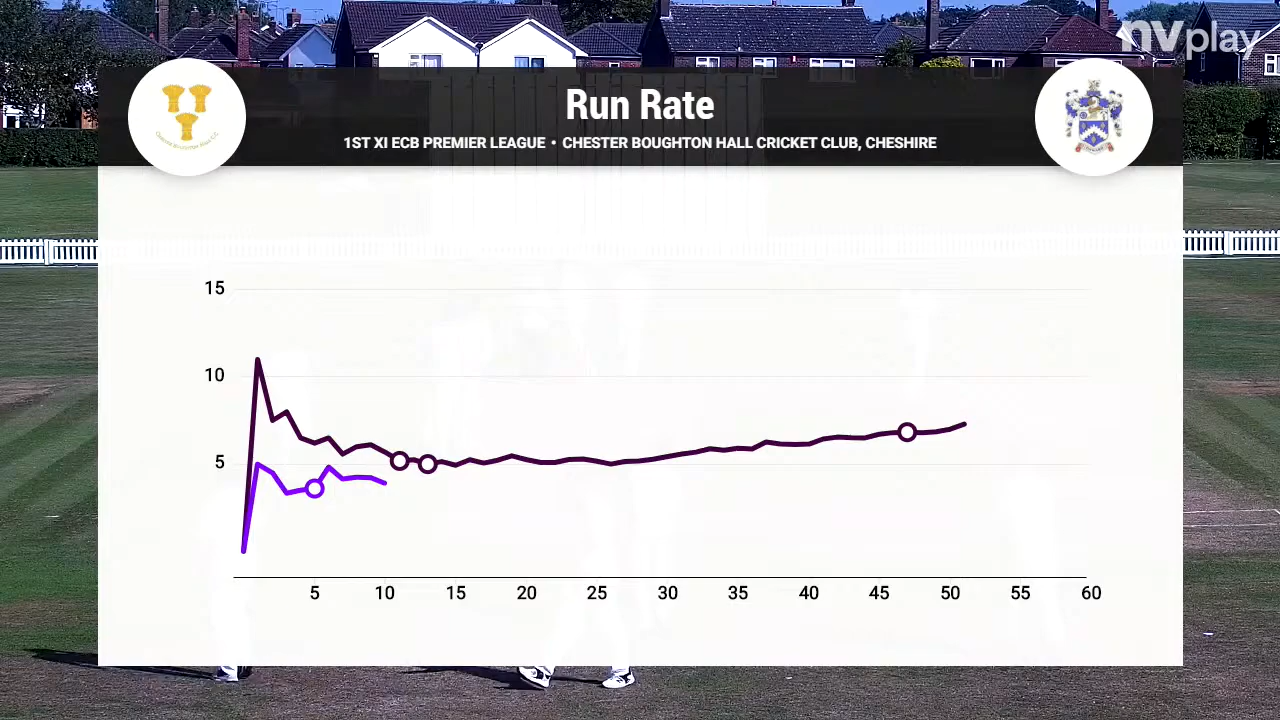 nvplay
Run Rate
1ST XI ECB PREMIER LEAGUE • CHESTER BOUGHTON HALL CRICKET CLUB, CHESHIRE
15
10
5
5 10 15 20 25 30 35 40 45 50 55 60